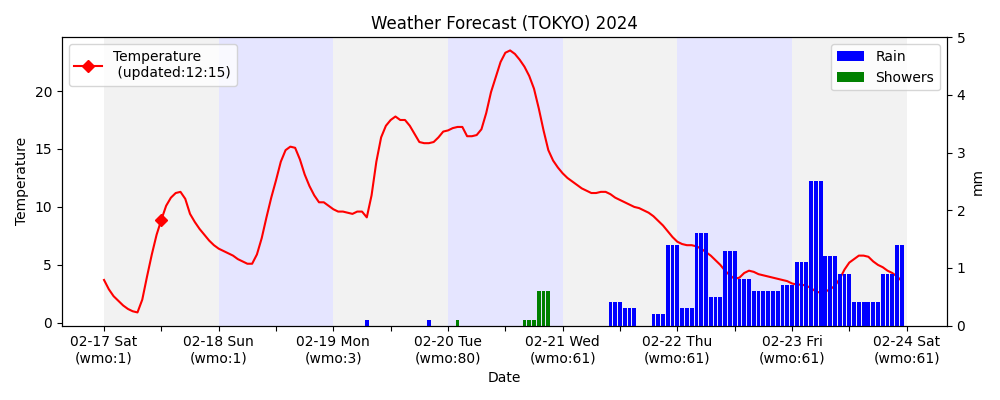 Weather Forecast (TOKYO) 2024
Temperature
(updated:12:15)
Rain
Showers
Temperature
20
15
10
5
0
5
4
3
2
1
0
mm
02-17 Sat
(wmo:1)
02-18 Sun
(wmo:1)
02-19 Mon
(wmo:3)
02-20 Tue
(wmo:80)
02-21 Wed
(wmo:61)
02-22 Thu
(wmo:61)
02-23 Fri
(wmo:61)
02-24 Sat
(wmo:61)
Date